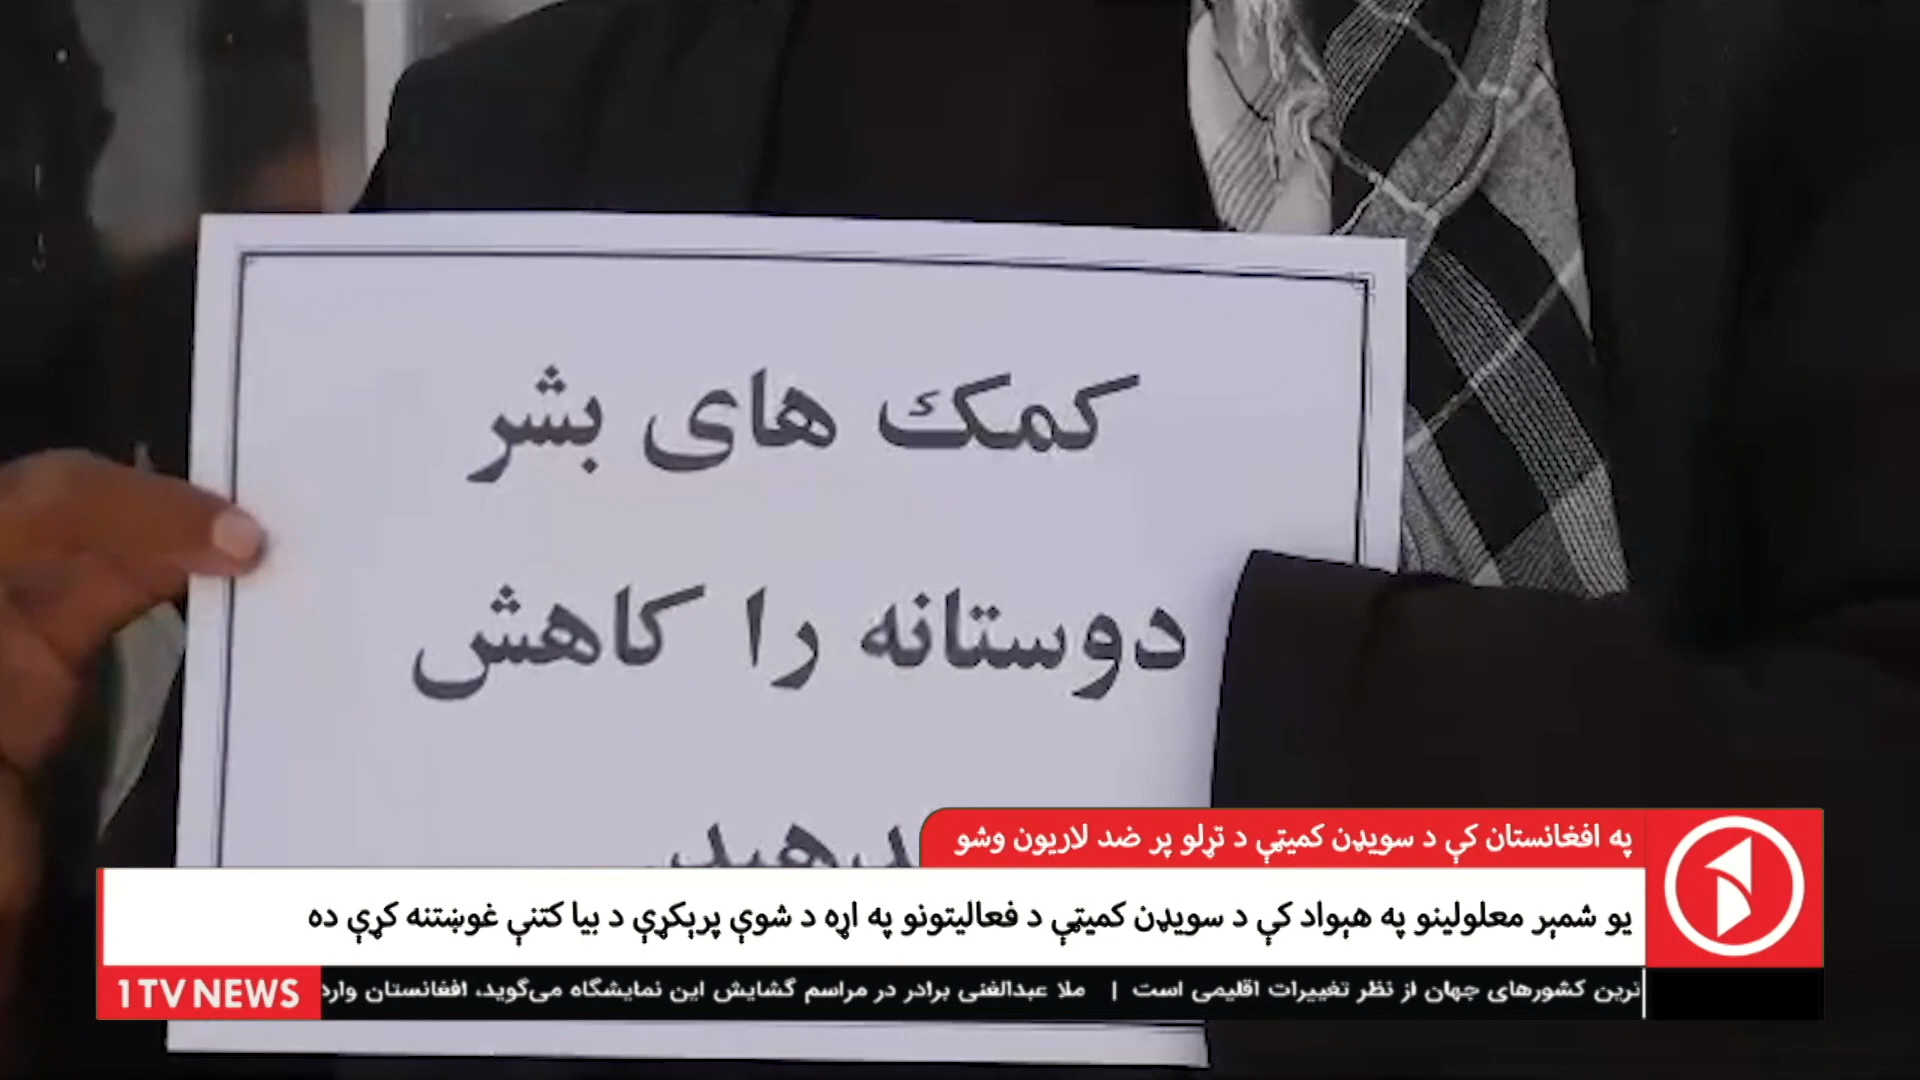 کمک های بشر
دوستانه را کاهش
په افغانستان کې د سویډن کمیټې د تړلو پر ضد لاریون وشو
یو شمېر معلولینو په هېواد کې د سویډن کمیټې د فعالیتونو په اړه د شوې پرېکړې د بیا کتنې غوښتنه کړې ده
ترین کشورهای جهان از نظر تغییرات اقلیمی است | ملا عبدالغنی برادر در مراسم گشایش این نمایشگاه می‌گوید، افغانستان وارد
1TV NEWS